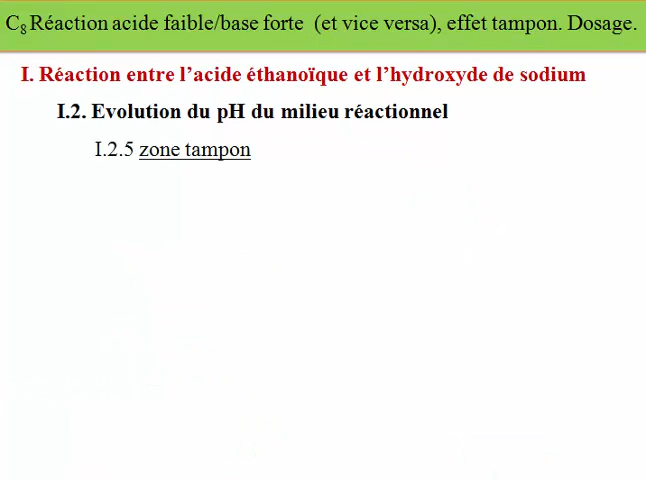 C₈ Réaction acide faible/base forte (et vice versa), effet tampon. Dosage.
I. Réaction entre l'acide éthanoïque et l'hydroxyde de sodium
I.2. Evolution du pH du milieu réactionnel
I.2.5 zone tampon